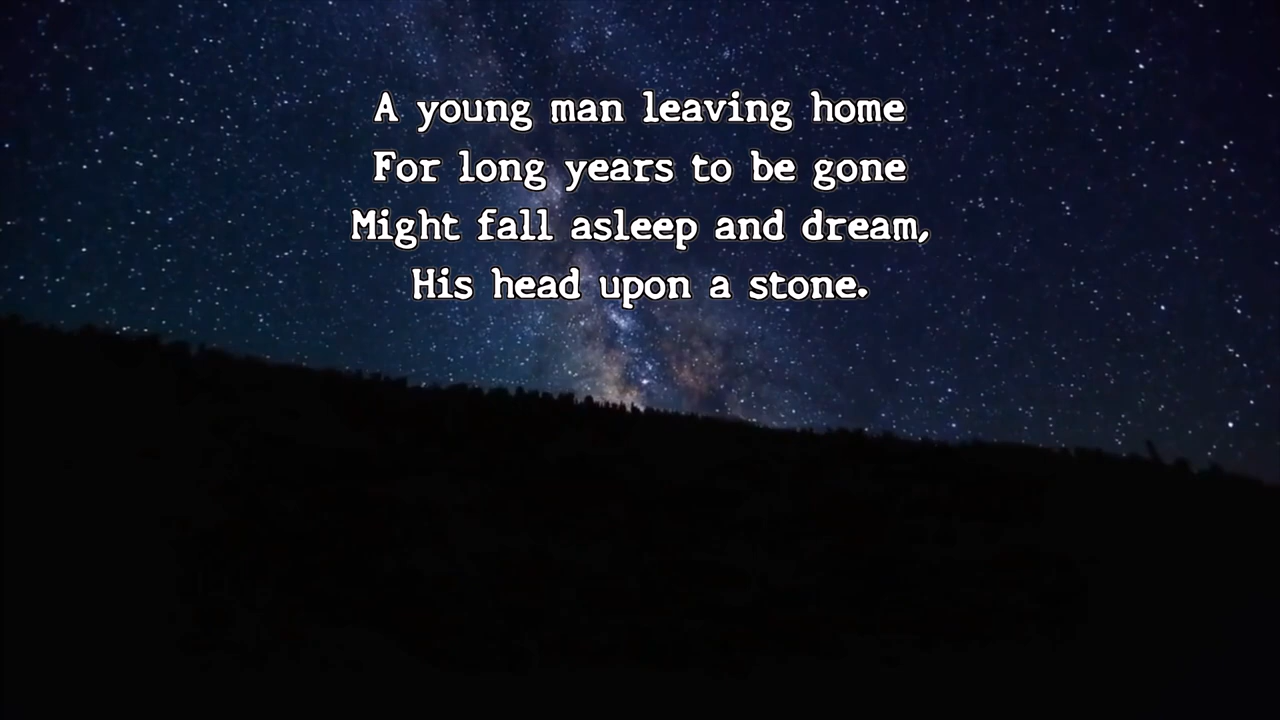 A young man leaving home
For long years to be gone
Might fall asleep and dream,
His head upon a stone.